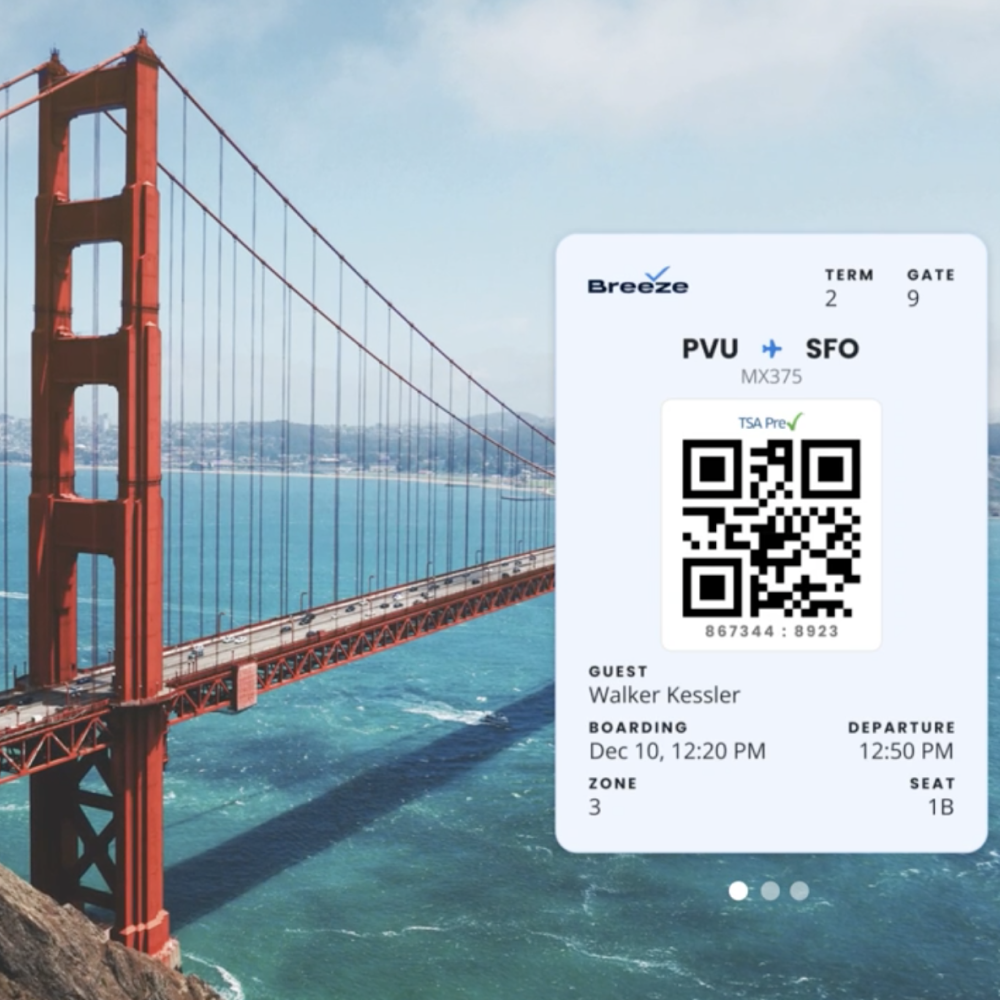 Breeze
TERM GATE
2 9
PVU SFO
MX375
TSA Pre
867344 : 8923
GUEST
Walker Kessler
BOARDING DEPARTURE
Dec 10, 12:20 PM 12:50 PM
ZONE SEAT
3 1B